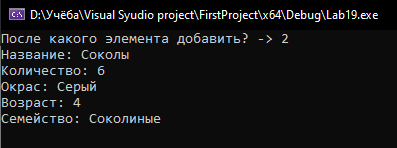 D:\Учёба\Visual Syudio project\FirstProject\x64\Debug\Lab19.exe
После какого элемента добавить? -> 2
Название: Соколы
Количество: 6
Окрас: Серый
Возраст: 4
Семейство: Соколиные